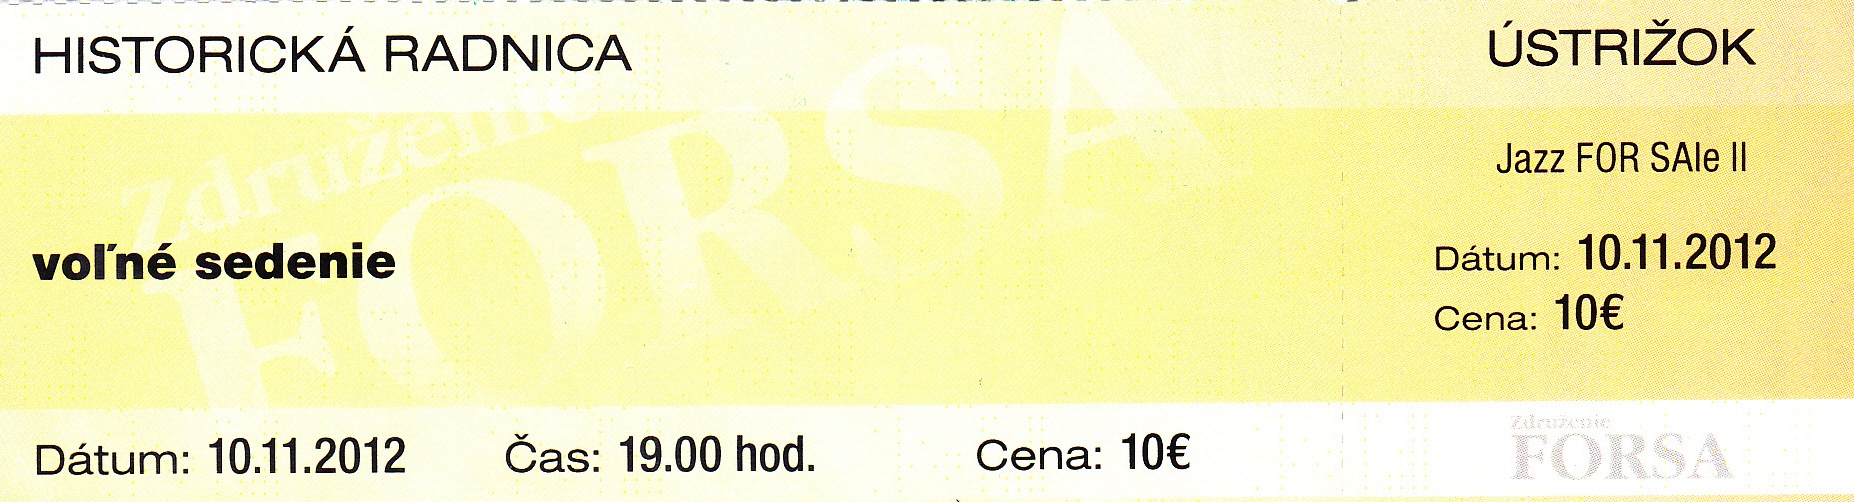 HISTORICKÁ RADNICA
Združenie
FORSA
voľné sedenie
Dátum: 10.11.2012 Čas: 19.00 hod. Cena: 10€
ÚSTRIŽOK
Jazz FOR SAle II
Dátum: 10.11.2012
Cena: 10€
Združenie
FORSA